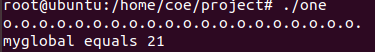 root@ubuntu:/home/coe/project# ./one
o.o.o.o.o.o.o.o.o.o.o.o.o.o.o.o.o.o.o.o.
myglobal equals 21